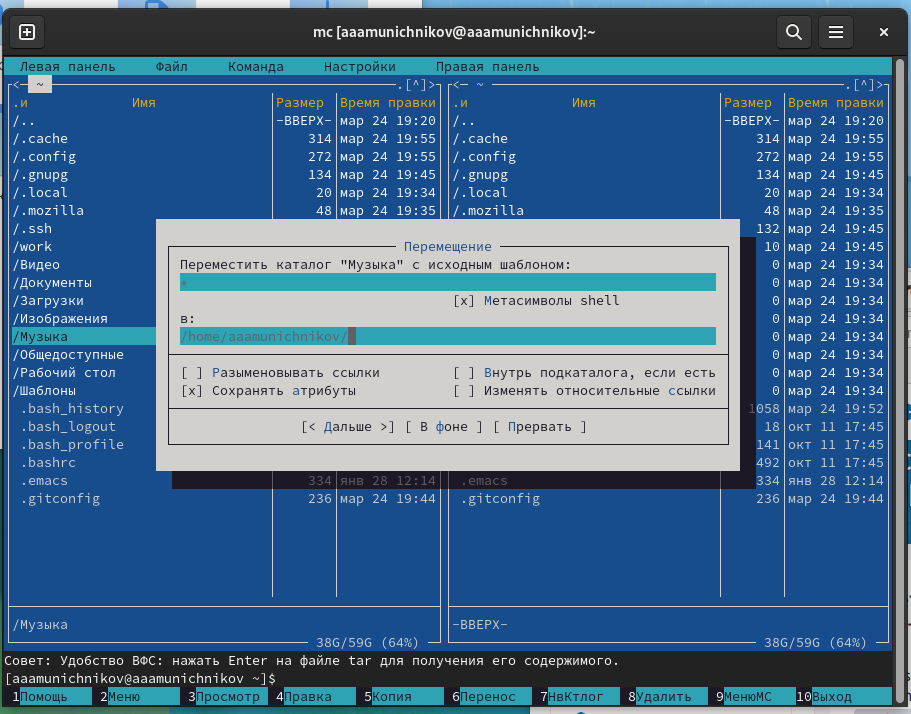 mc [aaamunichnikov@aaamunichnikov]:~
Левая панель Файл Команда Настройки Правая панель
<- ~ .[^]> <- ~ .[^]>
.и Имя Размер Время правки .и Имя Размер Время правки
/.. -ВВЕРХ- мар 24 19:20 /.. -ВВЕРХ- мар 24 19:20
/.cache 314 мар 24 19:55 /.cache 314 мар 24 19:55
/.config 272 мар 24 19:55 /.config 272 мар 24 19:55
/.gnupg 134 мар 24 19:45 /.gnupg 134 мар 24 19:45
/.local 20 мар 24 19:34 /.local 20 мар 24 19:34
/.mozilla 48 мар 24 19:35 /.mozilla 48 мар 24 19:35
/.ssh 132 мар 24 19:45
/work Перемещение 10 мар 24 19:45
/Видео Переместить каталог "Музыка" с исходным шаблоном: 0 мар 24 19:34
/Документы * 0 мар 24 19:34
/Загрузки [x] Метасимволы shell 0 мар 24 19:34
/Изображения в: 0 мар 24 19:34
/Музыка /home/aaamunichnikov/ 0 мар 24 19:34
/Общедоступные 0 мар 24 19:34
/Рабочий стол [ ] Разыменовывать ссылки [ ] Внутрь подкаталога, если есть 0 мар 24 19:34
/Шаблоны [x] Сохранять атрибуты [ ] Изменять относительные ссылки 0 мар 24 19:34
.bash_history 1058 мар 24 19:52
.bash_logout [< Дальше >] [ В фоне ] [ Прервать ] 18 окт 11 17:45
.bash_profile 141 окт 11 17:45
.bashrc 492 окт 11 17:45
.emacs 334 янв 28 12:14 .emacs 334 янв 28 12:14
.gitconfig 236 мар 24 19:44 .gitconfig 236 мар 24 19:44
/Музыка -ВВЕРХ-
38G/59G (64%) 38G/59G (64%)
Совет: Удобство ВФС: нажать Enter на файле tar для получения его содержимого.
[aaamunichnikov@aaamunichnikov ~]$
1Помощь 2Меню 3Просмотр 4Правка 5Копия 6Перенос 7НвКтлог 8Удалить 9МенюМС 10Выход